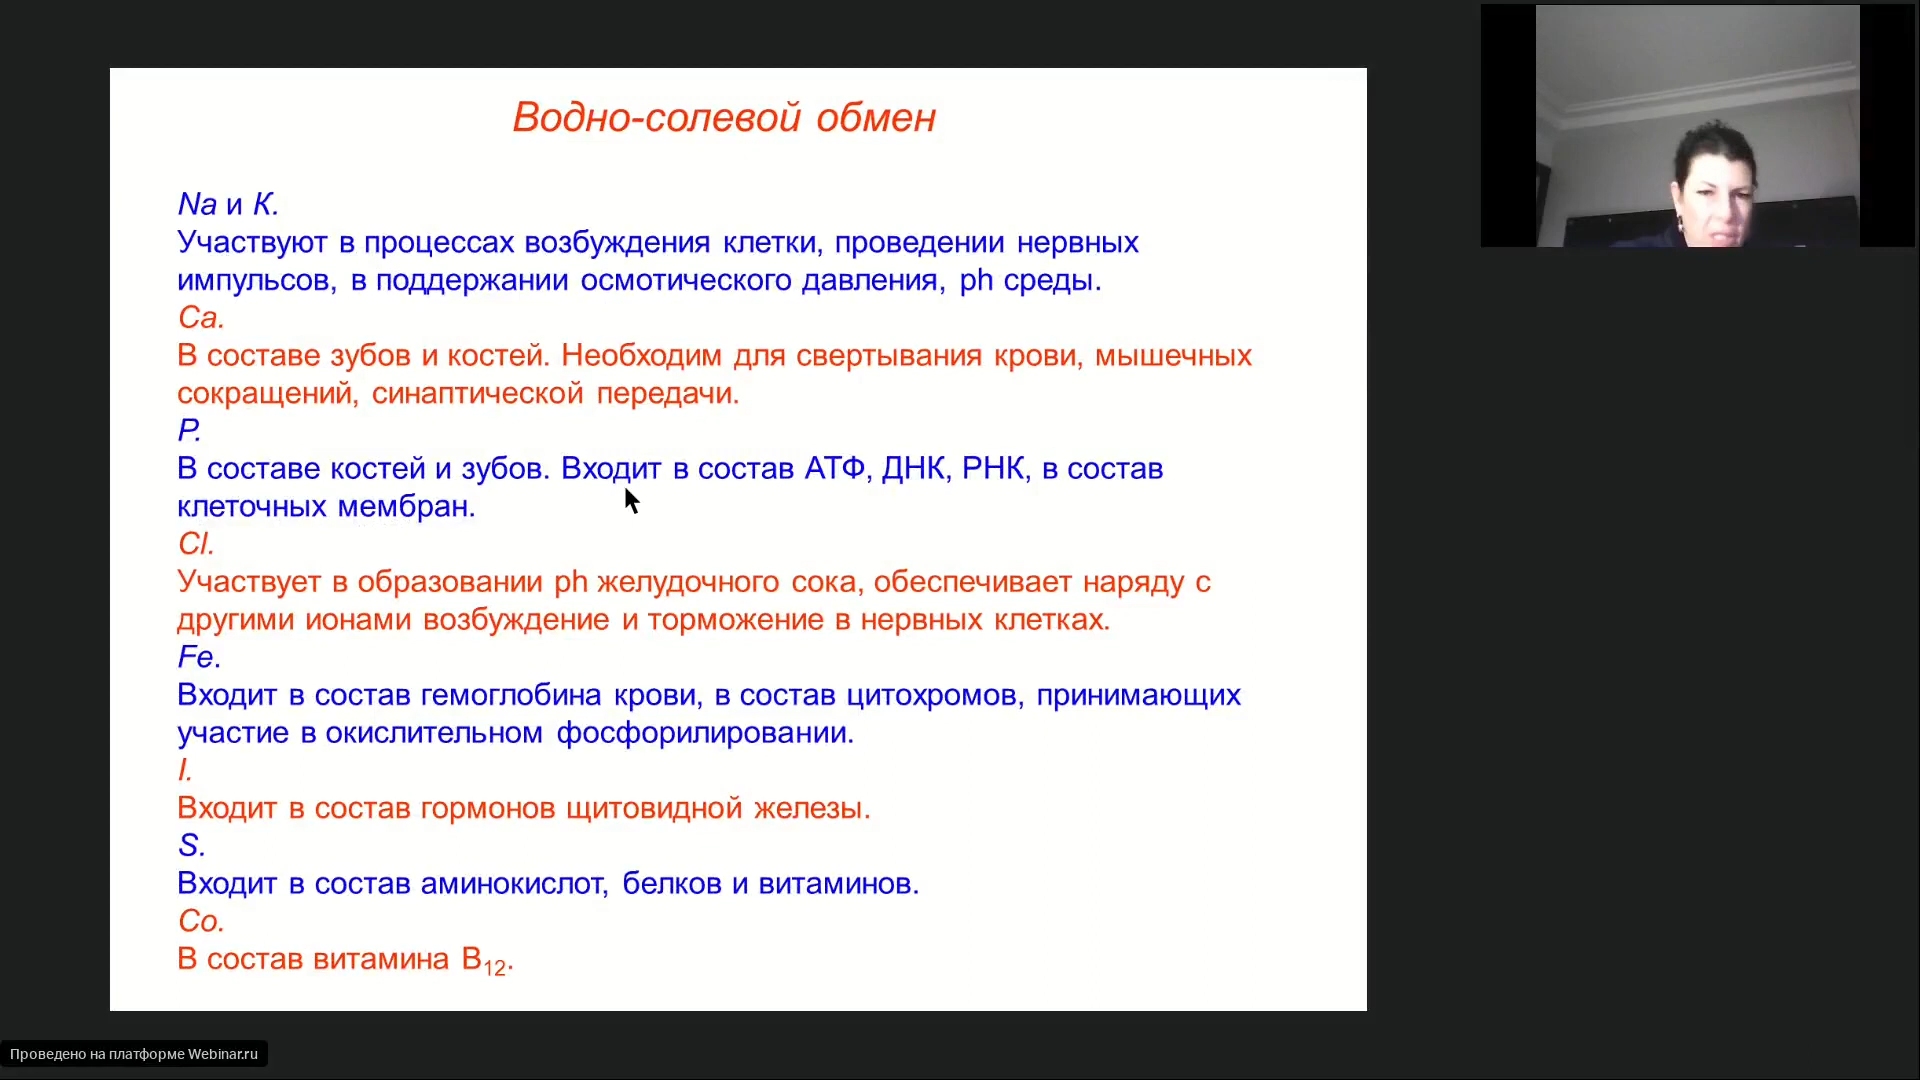 Водно-солевой обмен
Na и К.
Участвуют в процессах возбуждения клетки, проведении нервных
импульсов, в поддержании осмотического давления, ph среды.
Ca.
В составе зубов и костей. Необходим для свертывания крови, мышечных
сокращений, синаптической передачи.
P.
В составе костей и зубов. Входит в состав АТФ, ДНК, РНК, в состав
клеточных мембран.
Cl.
Участвует в образовании ph желудочного сока, обеспечивает наряду с
другими ионами возбуждение и торможение в нервных клетках.
Fe.
Входит в состав гемоглобина крови, в состав цитохромов, принимающих
участие в окислительном фосфорилировании.
I.
Входит в состав гормонов щитовидной железы.
S.
Входит в состав аминокислот, белков и витаминов.
Co.
В состав витамина В₁₂.
Проведено на платформе Webinar.ru